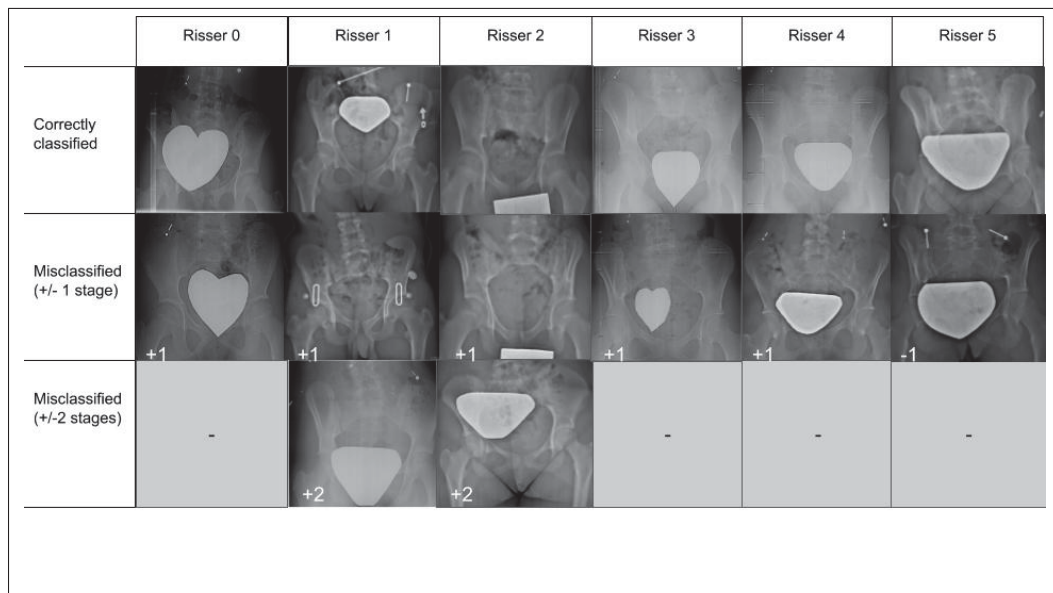 Risser 0
Risser 1
Risser 2
Risser 3
Risser 4
Risser 5
Correctly
classified
Misclassified
(+/- 1 stage)
+1
+1
+1
+1
+1
-1
Misclassified
(+/-2 stages)
-
+2
+2
-
-
-